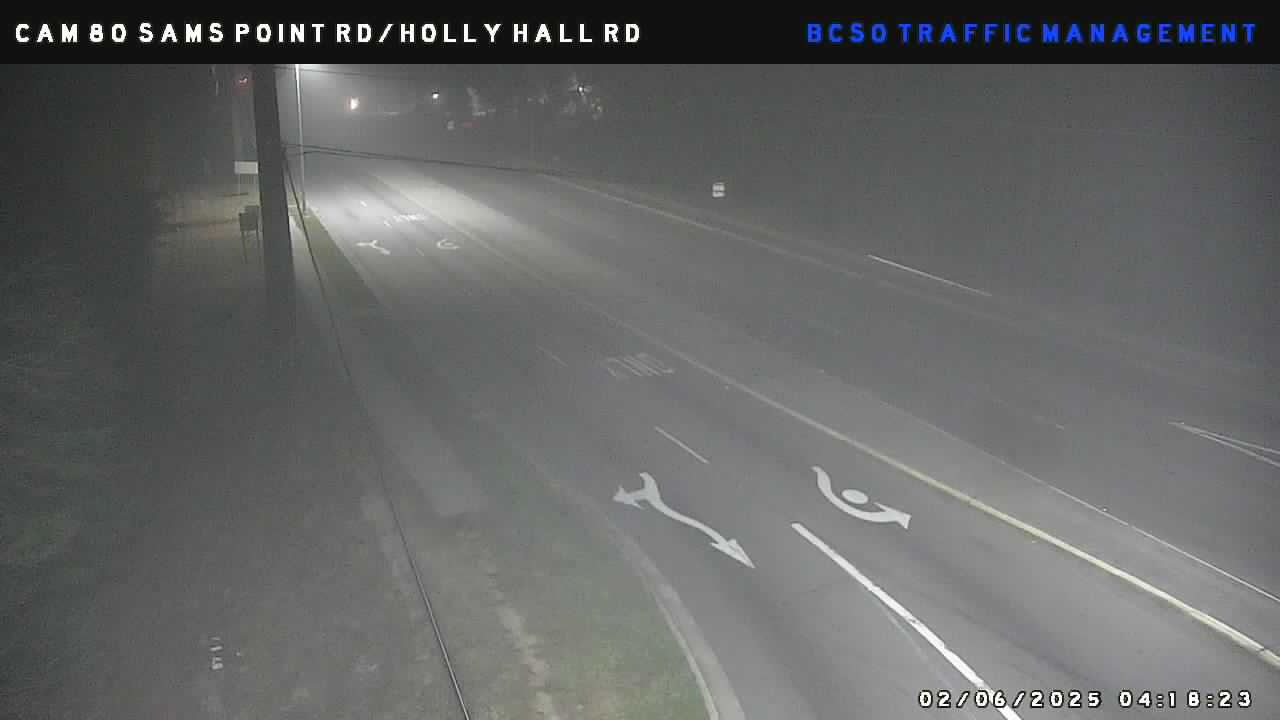 CAM 80 SAMS POINT RD/HOLLY HALL RD
BCSO TRAFFIC MANAGEMENT
02/06/2025 04:18:23